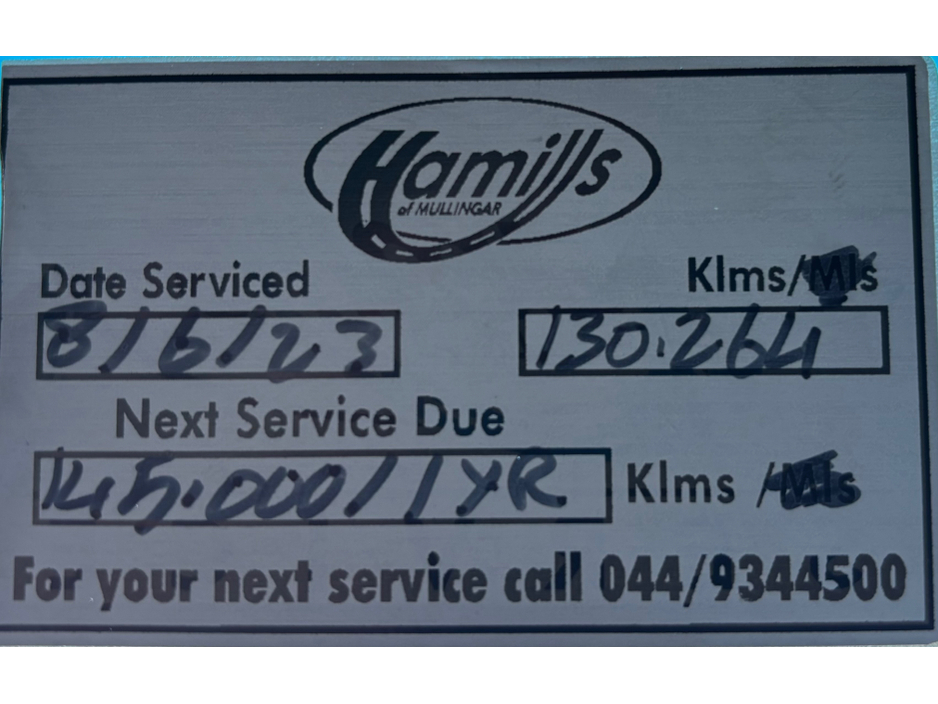 Hamills
of MULLINGAR
Date Serviced Klms/Mls
8/6/23 130.264
Next Service Due
145.000/1YR Klms /Mls
For your next service call 044/9344500